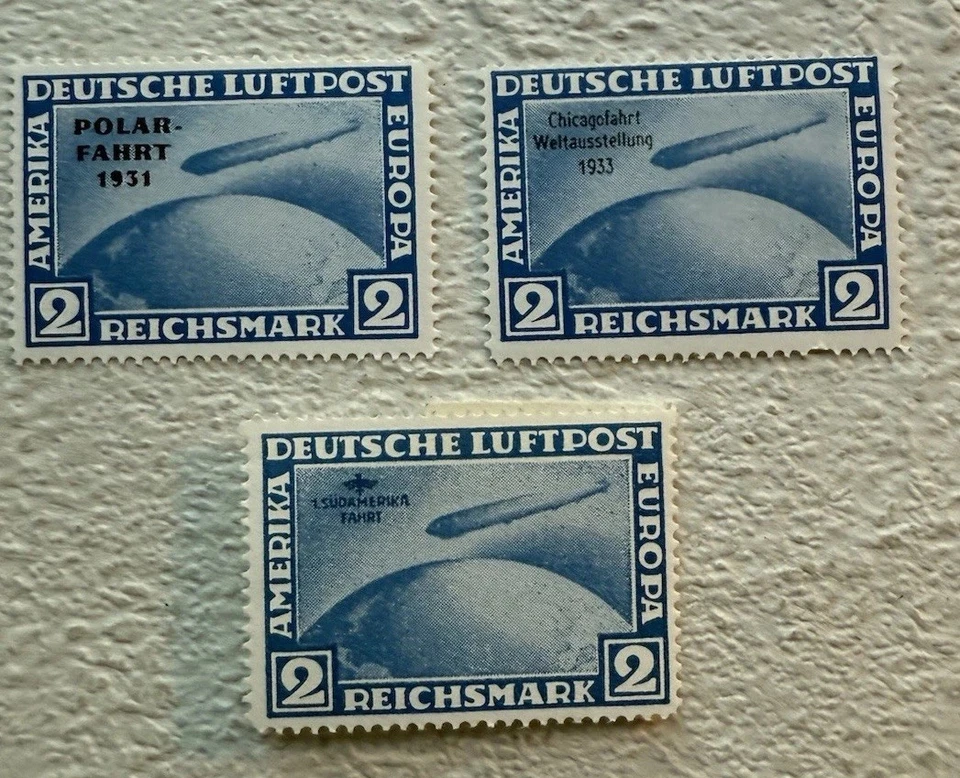 DEUTSCHE LUFTPOST
AMERIKA
EUROPA
POLAR-
FAHRT
1931
2
REICHSMARK
2
DEUTSCHE LUFTPOST
AMERIKA
EUROPA
Chicagofahrt
Weltausstellung
1933
2
REICHSMARK
2
DEUTSCHE LUFTPOST
AMERIKA
EUROPA
1.SÜDAMERIKA
FAHRT
2
REICHSMARK
2